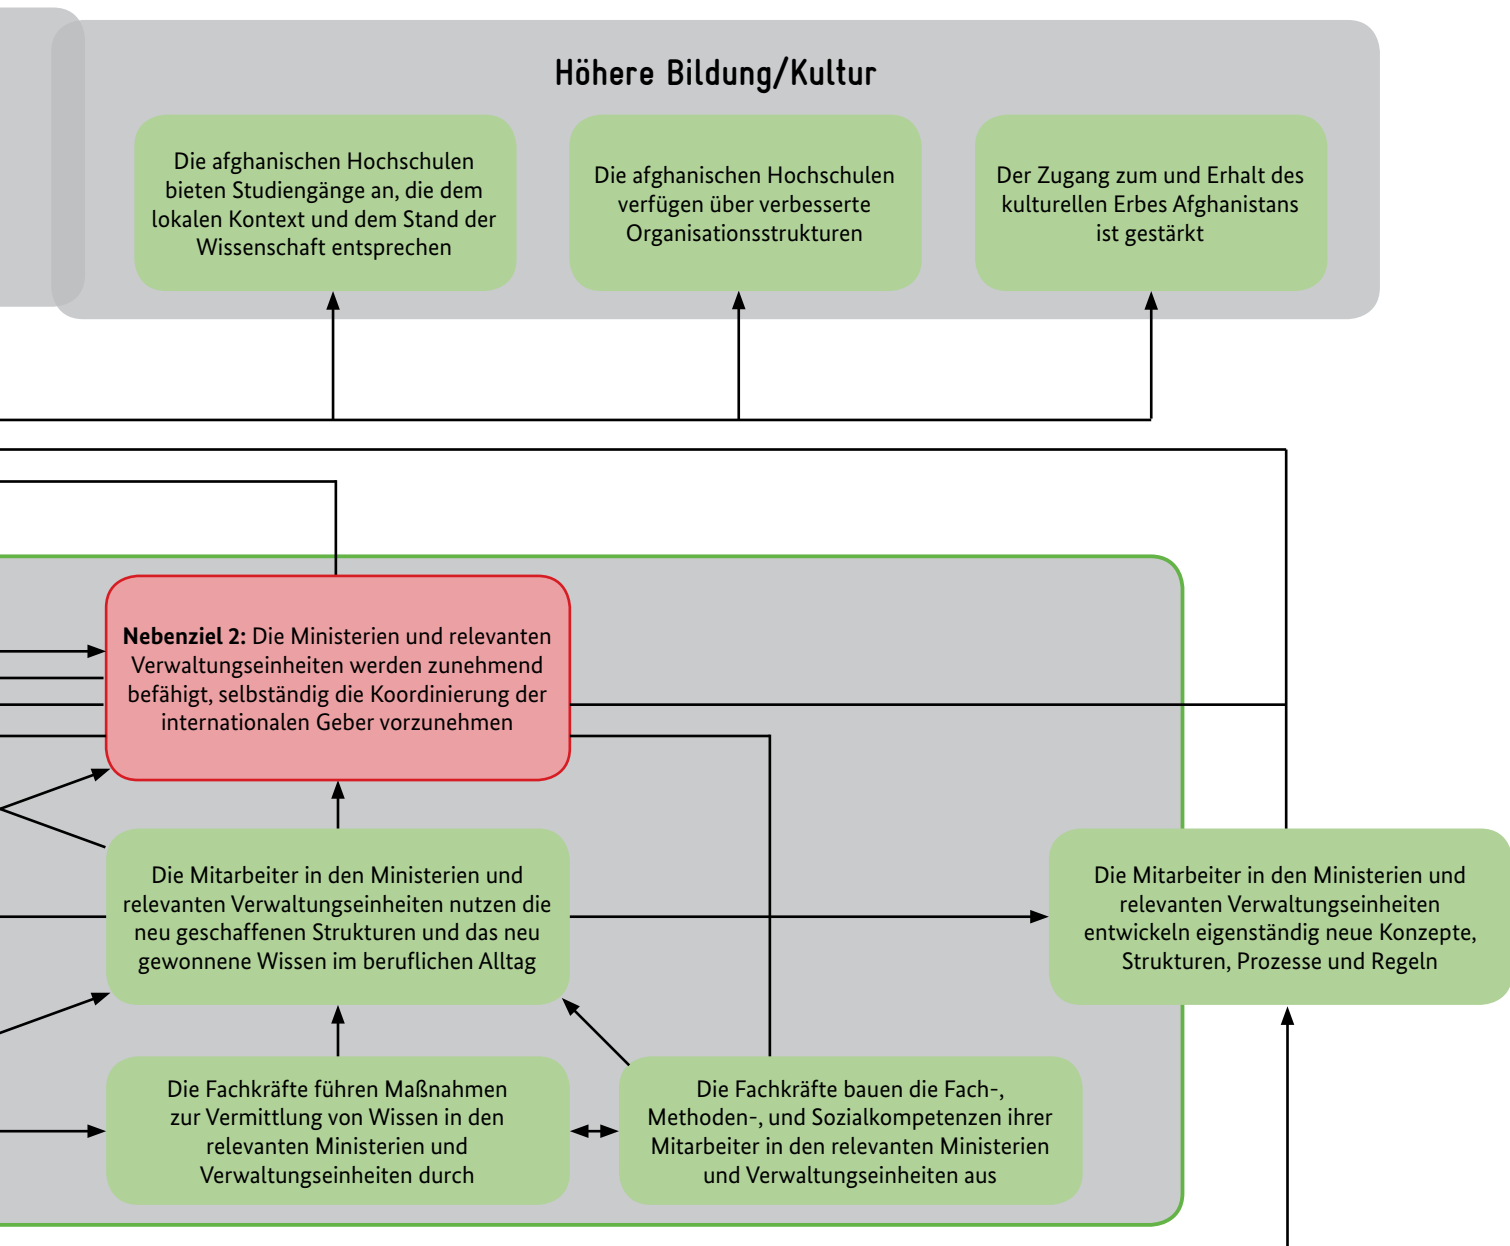 Höhere Bildung/Kultur
Die afghanischen Hochschulen
bieten Studiengänge an, die dem
lokalen Kontext und dem Stand der
Wissenschaft entsprechen
Die afghanischen Hochschulen
verfügen über verbesserte
Organisationsstrukturen
Der Zugang zum und Erhalt des
kulturellen Erbes Afghanistans
ist gestärkt
Nebenziel 2: Die Ministerien und relevanten
Verwaltungseinheiten werden zunehmend
befähigt, selbständig die Koordinierung der
internationalen Geber vorzunehmen
Die Mitarbeiter in den Ministerien und
relevanten Verwaltungseinheiten nutzen die
neu geschaffenen Strukturen und das neu
gewonnene Wissen im beruflichen Alltag
Die Mitarbeiter in den Ministerien und
relevanten Verwaltungseinheiten
entwickeln eigenständig neue Konzepte,
Strukturen, Prozesse und Regeln
Die Fachkräfte führen Maßnahmen
zur Vermittlung von Wissen in den
relevanten Ministerien und
Verwaltungseinheiten durch
Die Fachkräfte bauen die Fach-,
Methoden-, und Sozialkompetenzen ihrer
Mitarbeiter in den relevanten Ministerien
und Verwaltungseinheiten aus